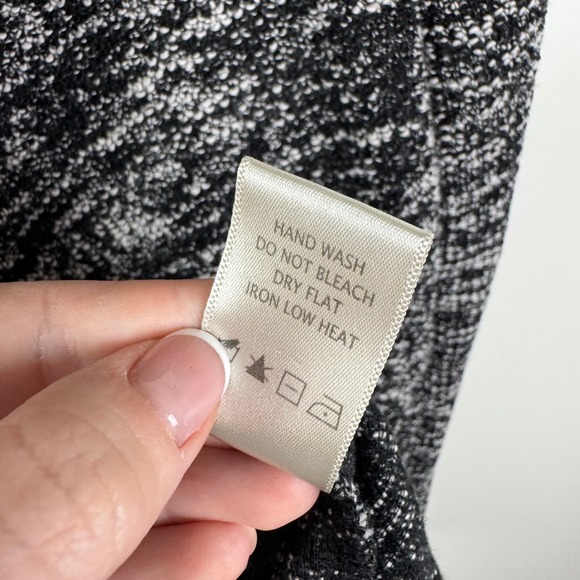 HAND WASH
DO NOT BLEACH
DRY FLAT
IRON LOW HEAT